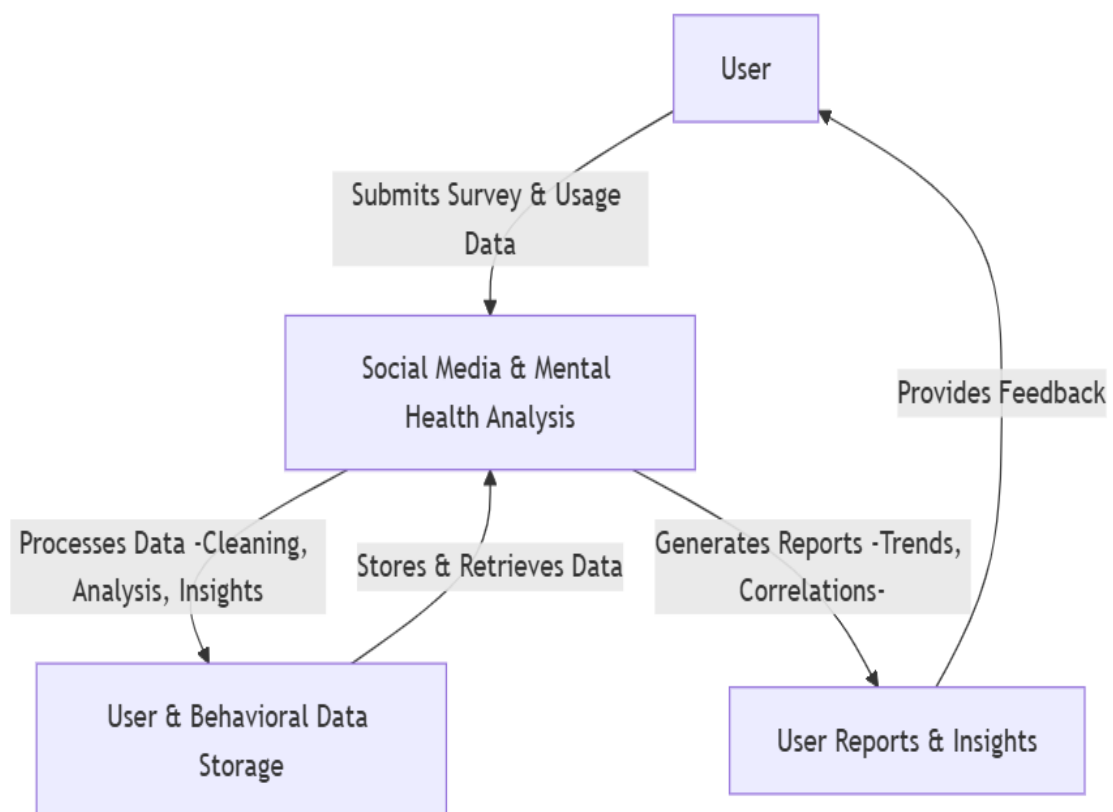 User
Submits Survey & Usage
Data
Social Media & Mental
Health Analysis
Provides Feedback
Processes Data -Cleaning,
Analysis, Insights
Stores & Retrieves Data
Generates Reports -Trends,
Correlations-
User & Behavioral Data
Storage
User Reports & Insights